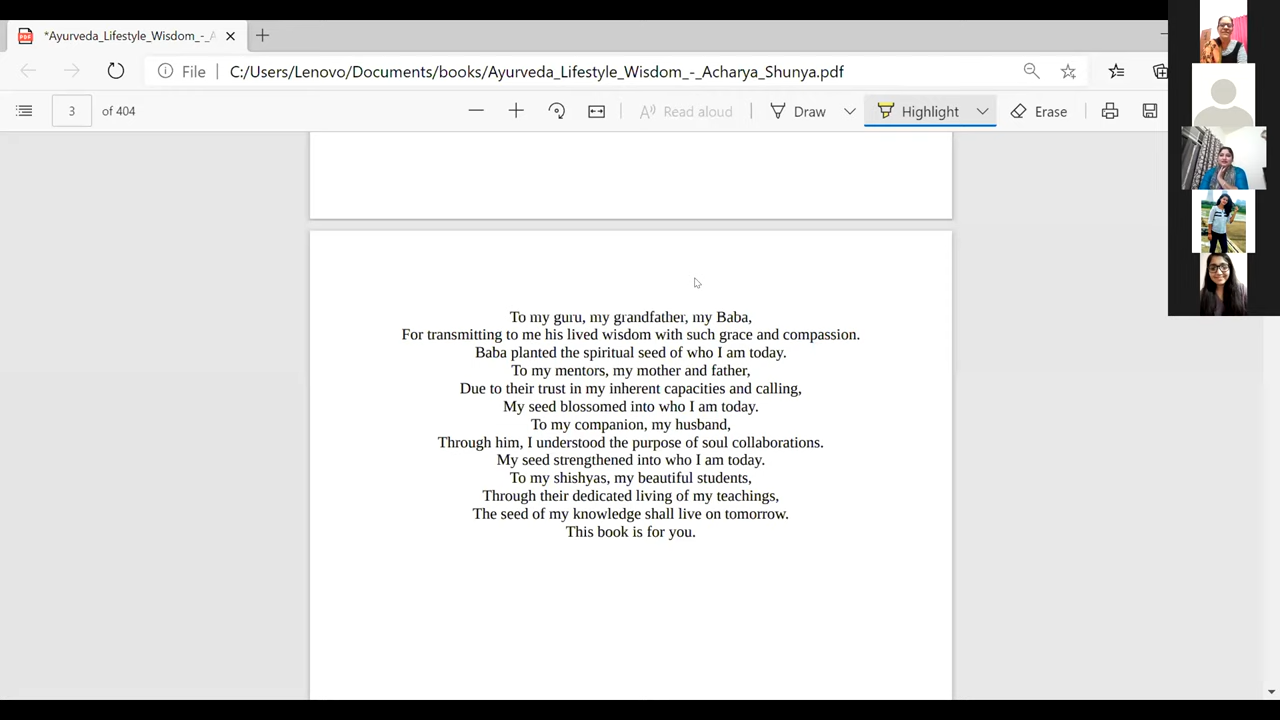 *Ayurveda_Lifestyle_Wisdom_-_A
File
C:/Users/Lenovo/Documents/books/Ayurveda_Lifestyle_Wisdom_-_Acharya_Shunya.pdf
3 of 404
Read aloud
Draw
Highlight
Erase
To my guru, my grandfather, my Baba,
For transmitting to me his lived wisdom with such grace and compassion.
Baba planted the spiritual seed of who I am today.
To my mentors, my mother and father,
Due to their trust in my inherent capacities and calling,
My seed blossomed into who I am today.
To my companion, my husband,
Through him, I understood the purpose of soul collaborations.
My seed strengthened into who I am today.
To my shishyas, my beautiful students,
Through their dedicated living of my teachings,
The seed of my knowledge shall live on tomorrow.
This book is for you.